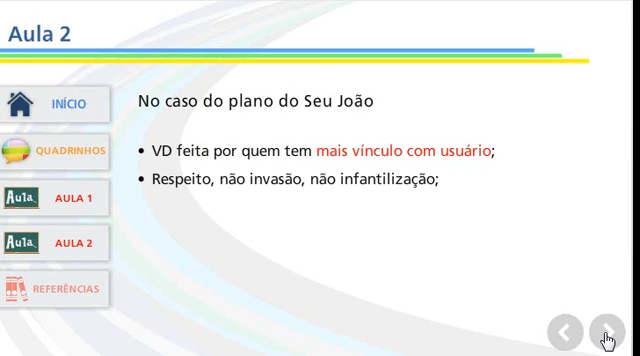 Aula 2
INÍCIO
QUADRINHOS
Aula
AULA 1
Aula
AULA 2
REFERÊNCIAS
No caso do plano do Seu João
• VD feita por quem tem mais vínculo com usuário;
• Respeito, não invasão, não infantilização;